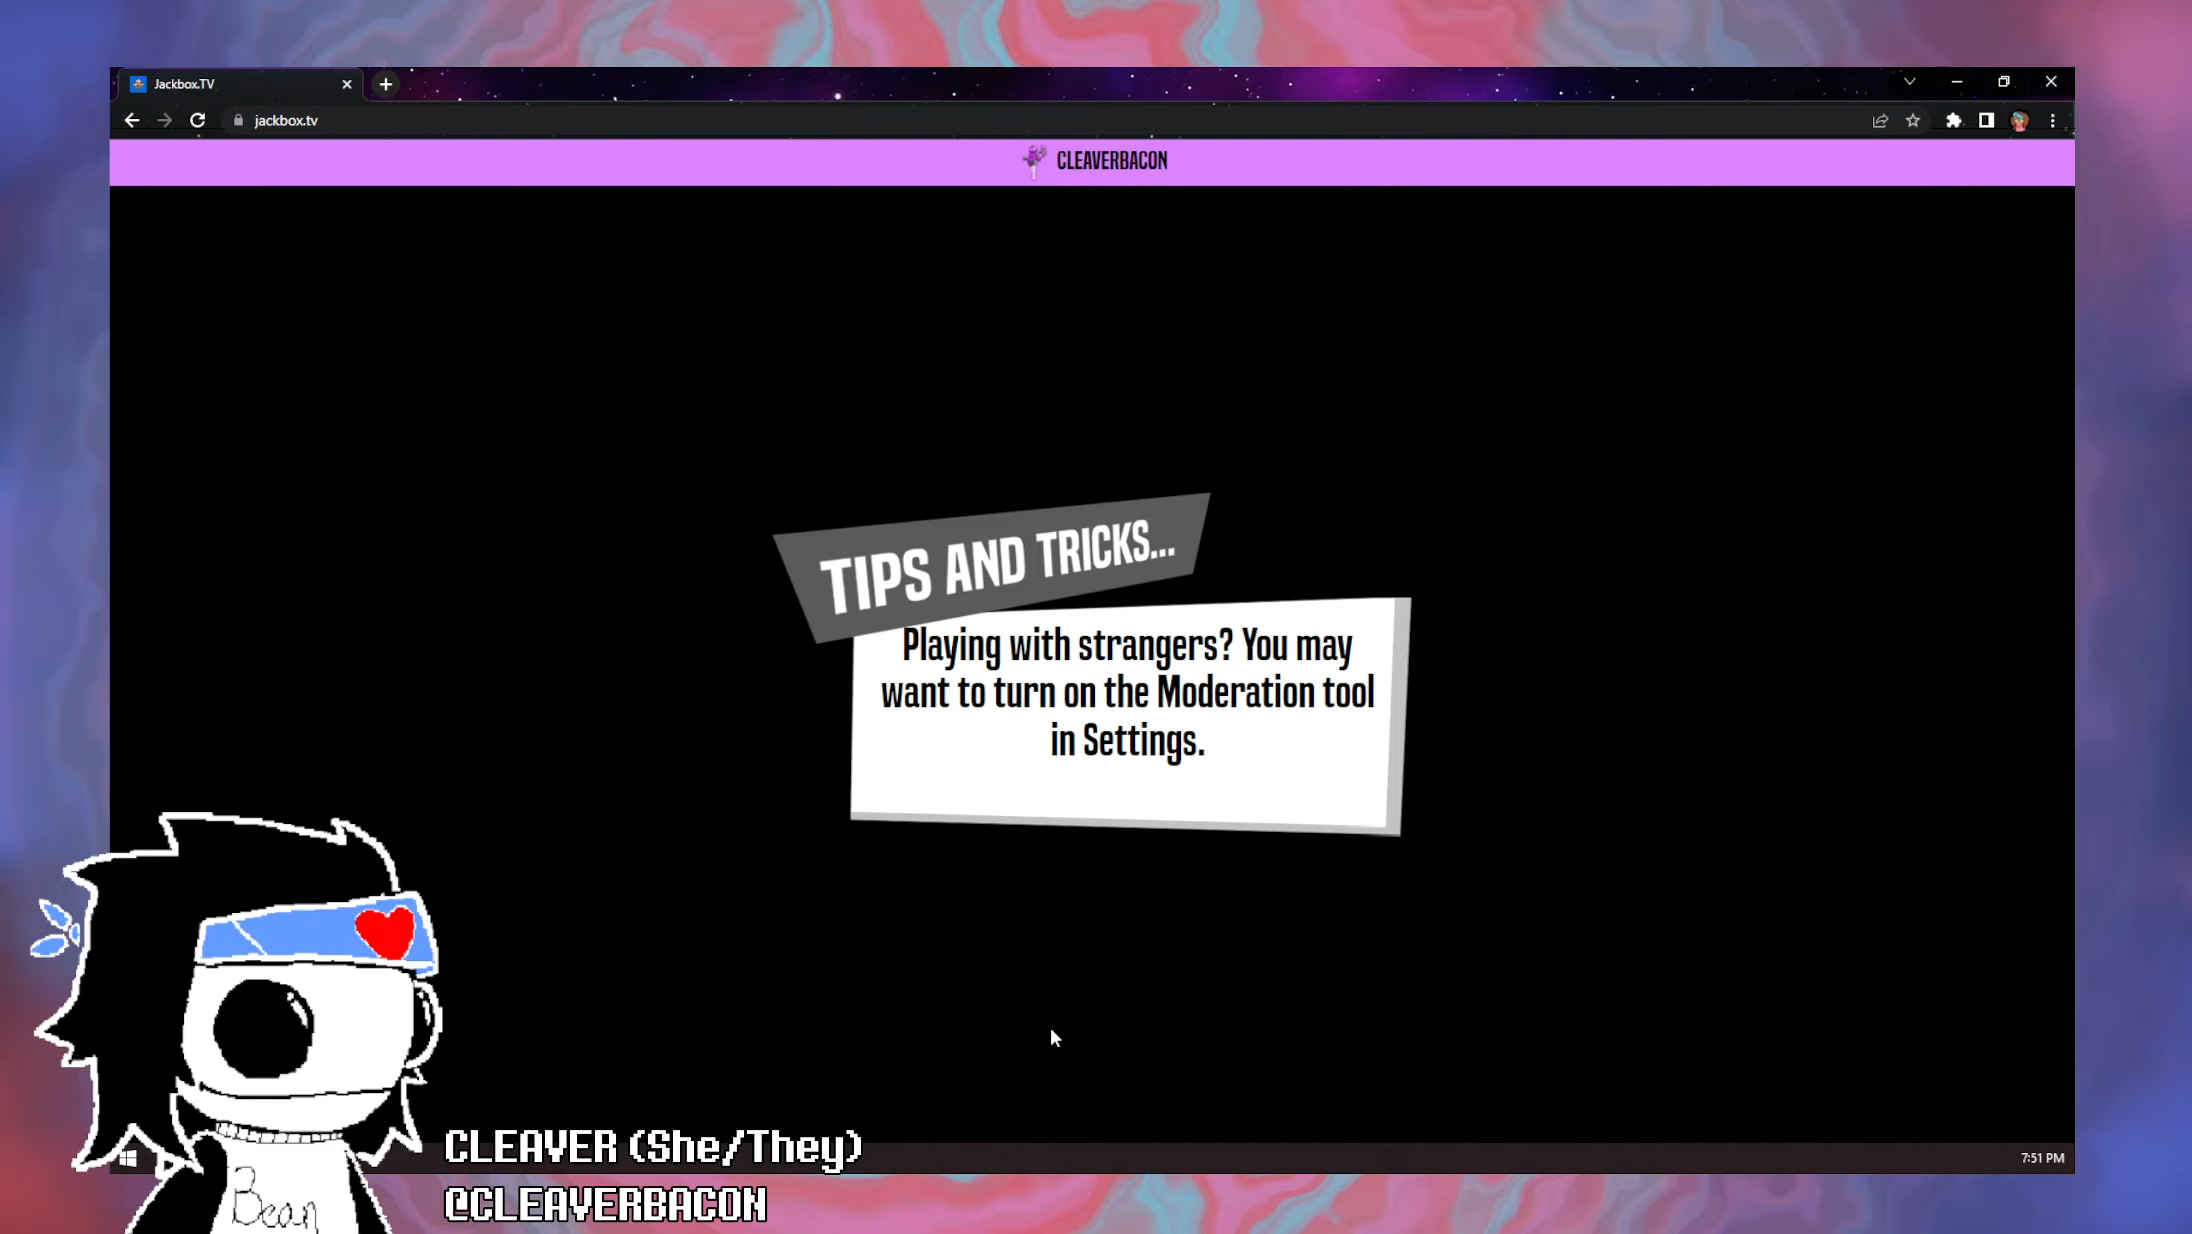 Jackbox.TV
jackbox.tv
CLEAVERBACON
TIPS AND TRICKS...
Playing with strangers? You may
want to turn on the Moderation tool
in Settings.
Bean
CLEAVER (She/They)
@CLEAVERBACON
7:51 PM